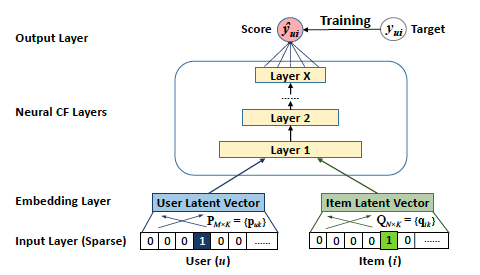 Training
Score ŷui yui Target
Output Layer
Layer X
......
Neural CF Layers
Layer 2
Layer 1
Embedding Layer
User Latent Vector Item Latent Vector
PM×K = {puk} QN×K = {qik}
Input Layer (Sparse)
0 0 0 1 0 0 ...... 0 0 0 0 1 0 ......
User (u) Item (i)